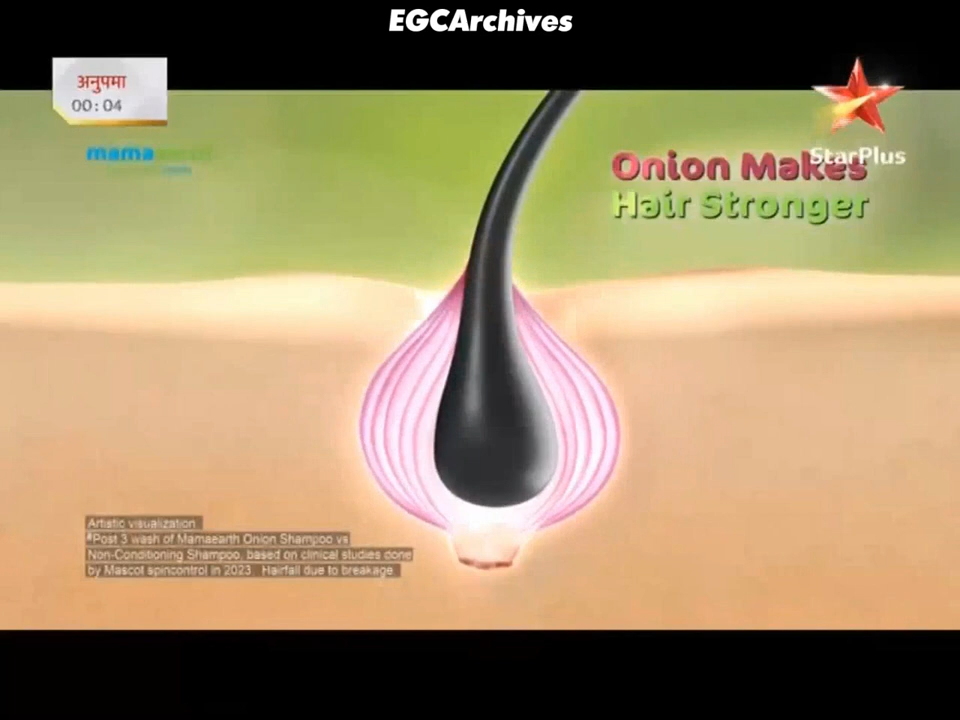 EGCArchives
अनुपमा
00:04
mamaearth
StarPlus
Onion Makes
Hair Stronger
Artistic visualization
#Post 3 wash of Mamaearth Onion Shampoo vs
Non-Conditioning Shampoo, based on clinical studies done
by Mascot spincontrol in 2023. Hairfall due to breakage.